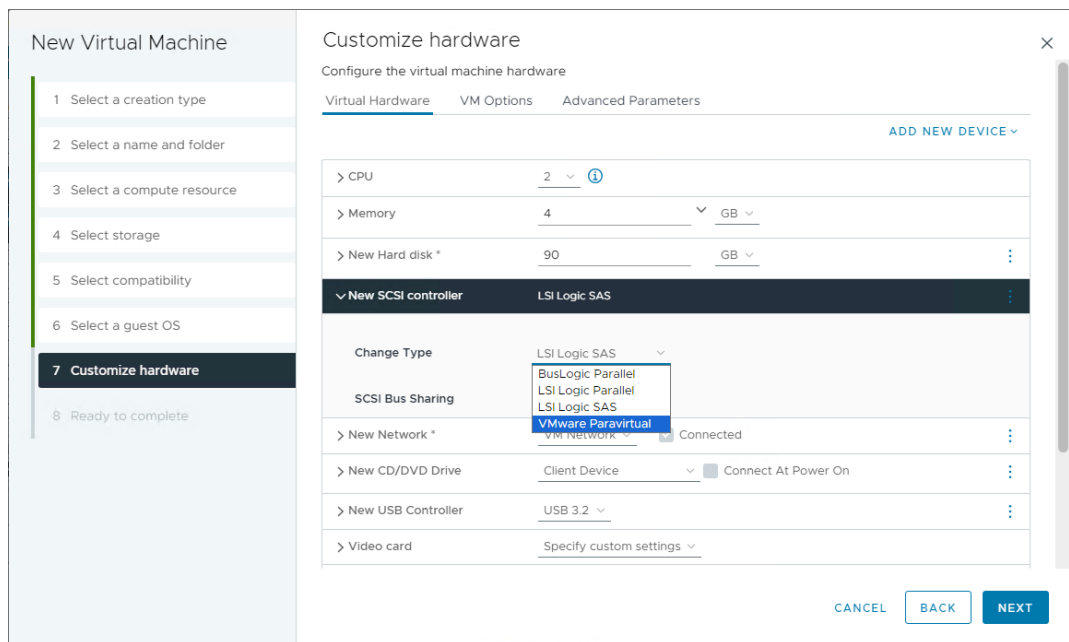 New Virtual Machine
1 Select a creation type
2 Select a name and folder
3 Select a compute resource
4 Select storage
5 Select compatibility
6 Select a guest OS
7 Customize hardware
8 Ready to complete
Customize hardware
Configure the virtual machine hardware
Virtual Hardware VM Options Advanced Parameters
ADD NEW DEVICE
CPU 2
Memory 4 GB
New Hard disk * 90 GB
New SCSI controller LSI Logic SAS
Change Type LSI Logic SAS
BusLogic Parallel
LSI Logic Parallel
SCSI Bus Sharing LSI Logic SAS
VMware Paravirtual
New Network * VM Network Connected
New CD/DVD Drive Client Device Connect At Power On
New USB Controller USB 3.2
Video card Specify custom settings
CANCEL BACK NEXT